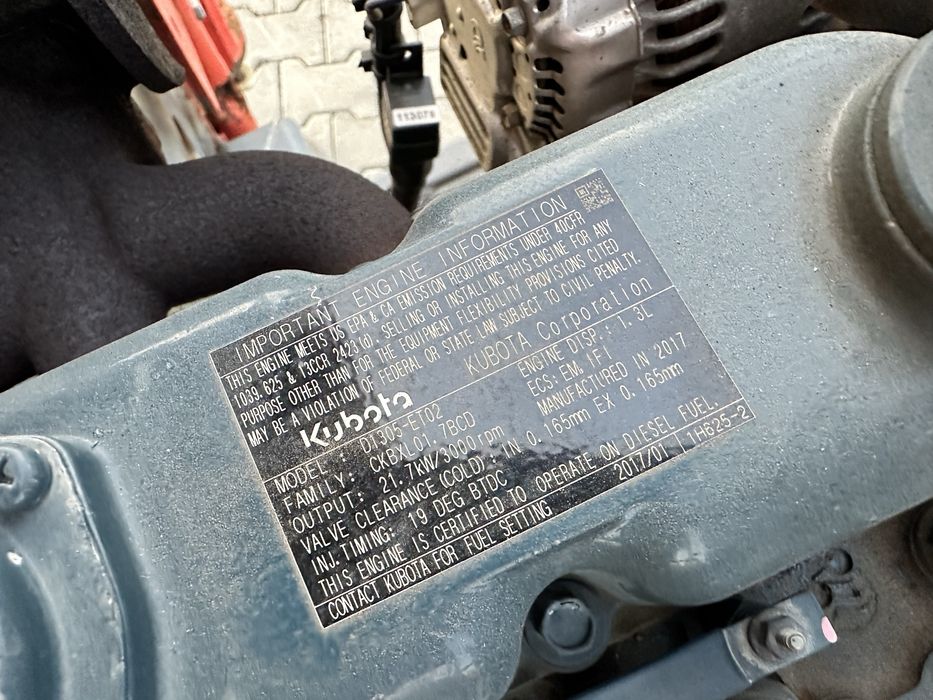 113078
IMPORTANT ENGINE INFORMATION
THIS ENGINE MEETS US EPA & CA EMISSION REQUIREMENTS UNDER 40CFR
1039.625 & 13CCR 2423(d). SELLING OR INSTALLING THIS ENGINE FOR ANY
PURPOSE OTHER THAN FOR THE EQUIPMENT FLEXIBILITY PROVISIONS CITED
MAY BE A VIOLATION OF FEDERAL OR STATE LAW SUBJECT TO CIVIL PENALTY.
Kubota KUBOTA Corporation
MODEL: D1305-ET02 ENGINE DISP.: 1.3L
FAMILY: CKBXL01.7BCD ECS: EM, IFI
OUTPUT: 21.7kW/3000rpm MANUFACTURED IN 2017
VALVE CLEARANCE (COLD): IN 0.165mm EX 0.165mm
INJ.TIMING: 19 DEG BTDC
THIS ENGINE IS CERTIFIED TO OPERATE ON DIESEL FUEL.
CONTACT KUBOTA FOR FUEL SETTING 2017/01/11 1H625-2